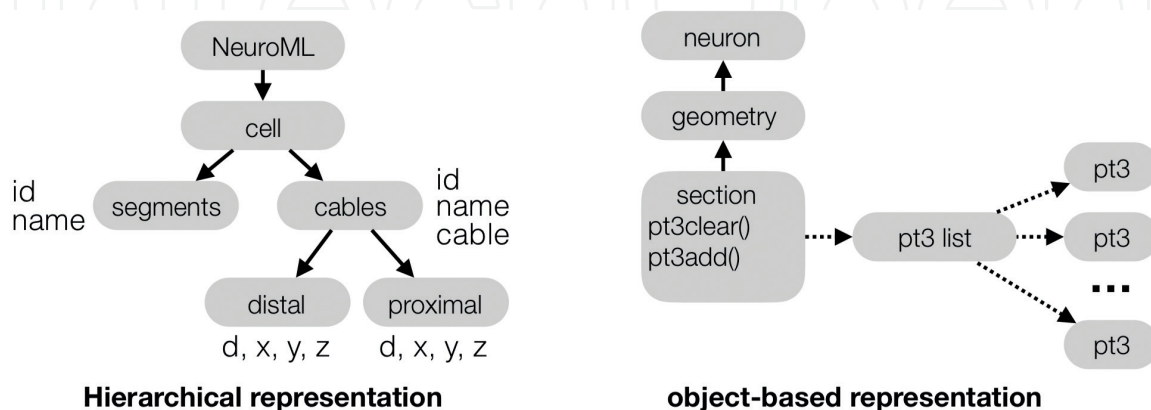 NeuroML
cell
id
name
segments
cables
id
name
cable
distal
proximal
d, x, y, z
d, x, y, z
Hierarchical representation
neuron
geometry
section
pt3clear()
pt3add()
pt3 list
pt3
pt3
...
pt3
object-based representation